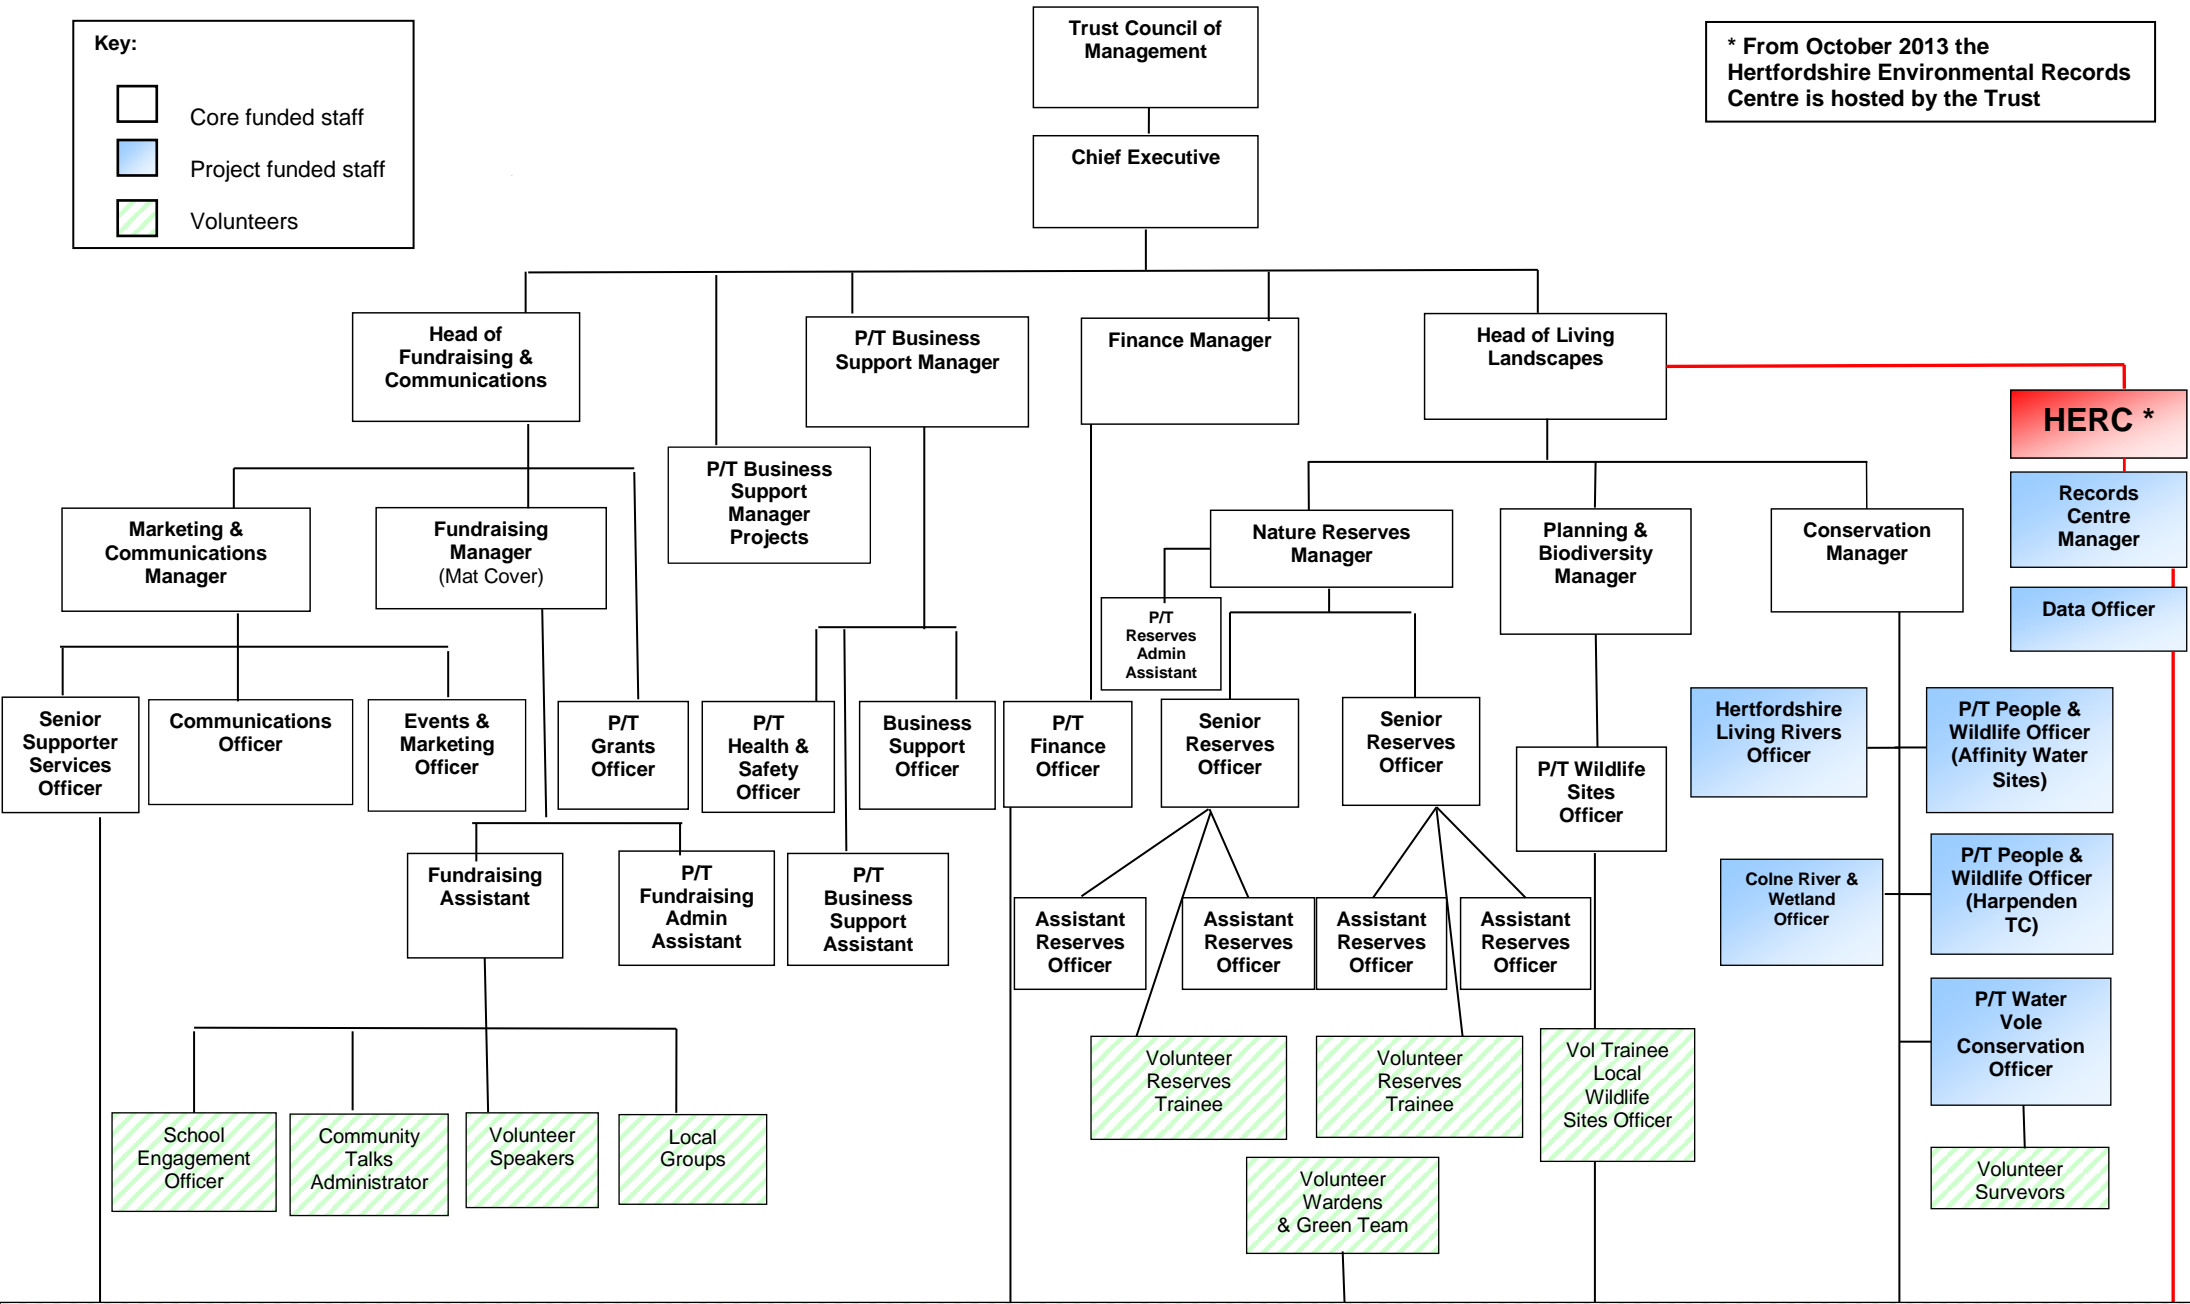 Key:
Core funded staff
Project funded staff
Volunteers
Trust Council of
Management
* From October 2013 the
Hertfordshire Environmental Records
Centre is hosted by the Trust
Chief Executive
Head of
Fundraising &
Communications
P/T Business
Support Manager
Finance Manager
Head of Living
Landscapes
HERC *
P/T Business
Support
Manager
Projects
Records
Centre
Manager
Data Officer
Marketing &
Communications
Manager
Fundraising
Manager
(Mat Cover)
Nature Reserves
Manager
Planning &
Biodiversity
Manager
Conservation
Manager
P/T
Reserves
Admin
Assistant
Senior
Supporter
Services
Officer
Communications
Officer
Events &
Marketing
Officer
P/T
Grants
Officer
P/T
Health &
Safety
Officer
Business
Support
Officer
P/T
Finance
Officer
Senior
Reserves
Officer
Senior
Reserves
Officer
P/T Wildlife
Sites
Officer
Hertfordshire
Living Rivers
Officer
P/T People &
Wildlife Officer
(Affinity Water
Sites)
Fundraising
Assistant
P/T
Fundraising
Admin
Assistant
P/T
Business
Support
Assistant
Assistant
Reserves
Officer
Assistant
Reserves
Officer
Assistant
Reserves
Officer
Assistant
Reserves
Officer
Colne River &
Wetland
Officer
P/T People &
Wildlife Officer
(Harpenden
TC)
P/T Water
Vole
Conservation
Officer
Volunteer
Reserves
Trainee
Volunteer
Reserves
Trainee
Vol Trainee
Local
Wildlife
Sites Officer
School
Engagement
Officer
Community
Talks
Administrator
Volunteer
Speakers
Local
Groups
Volunteer
Wardens
& Green Team
Volunteer
Surveyors